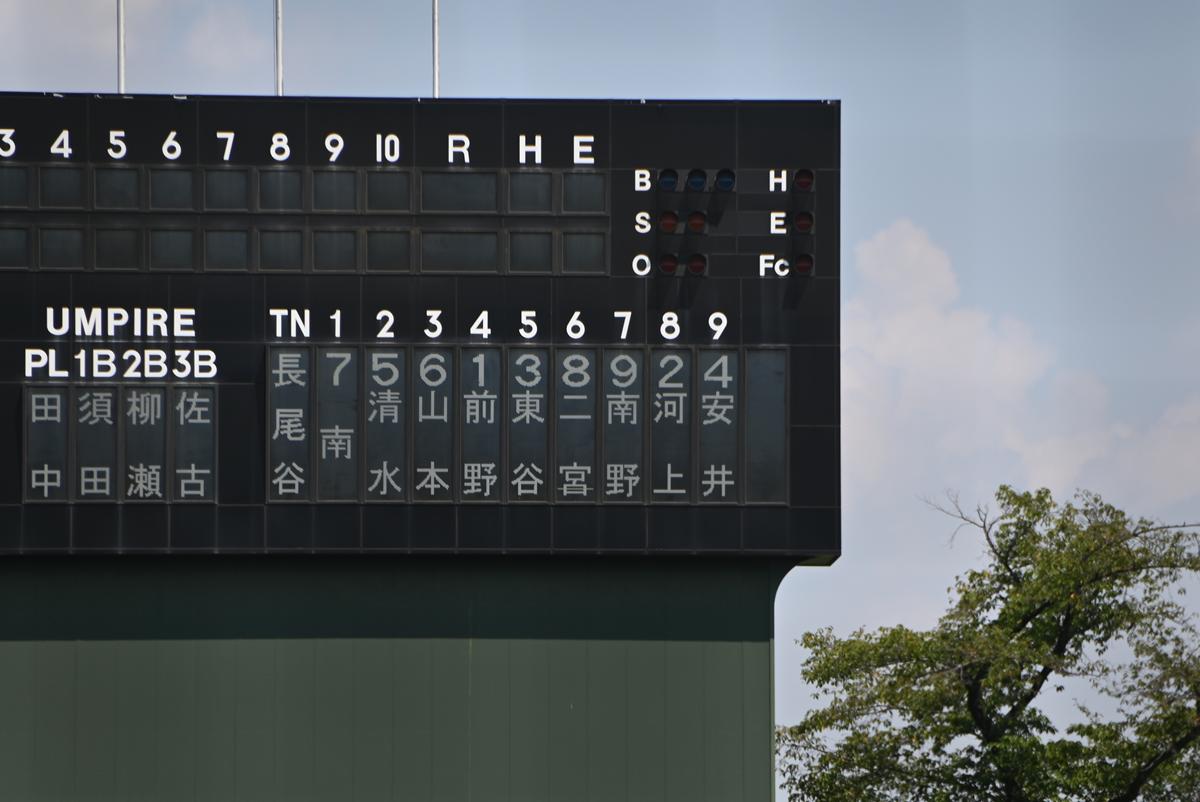 3 4 5 6 7 8 9 10 R H E
B H
S E
O Fc
UMPIRE
PL 1B 2B 3B
田中 須田 柳瀬 佐古
TN 1 2 3 4 5 6 7 8 9
7 5 6 1 3 8 9 2 4
長尾谷 南 清水 山本 前野 東谷 二宮 南野 河上 安井